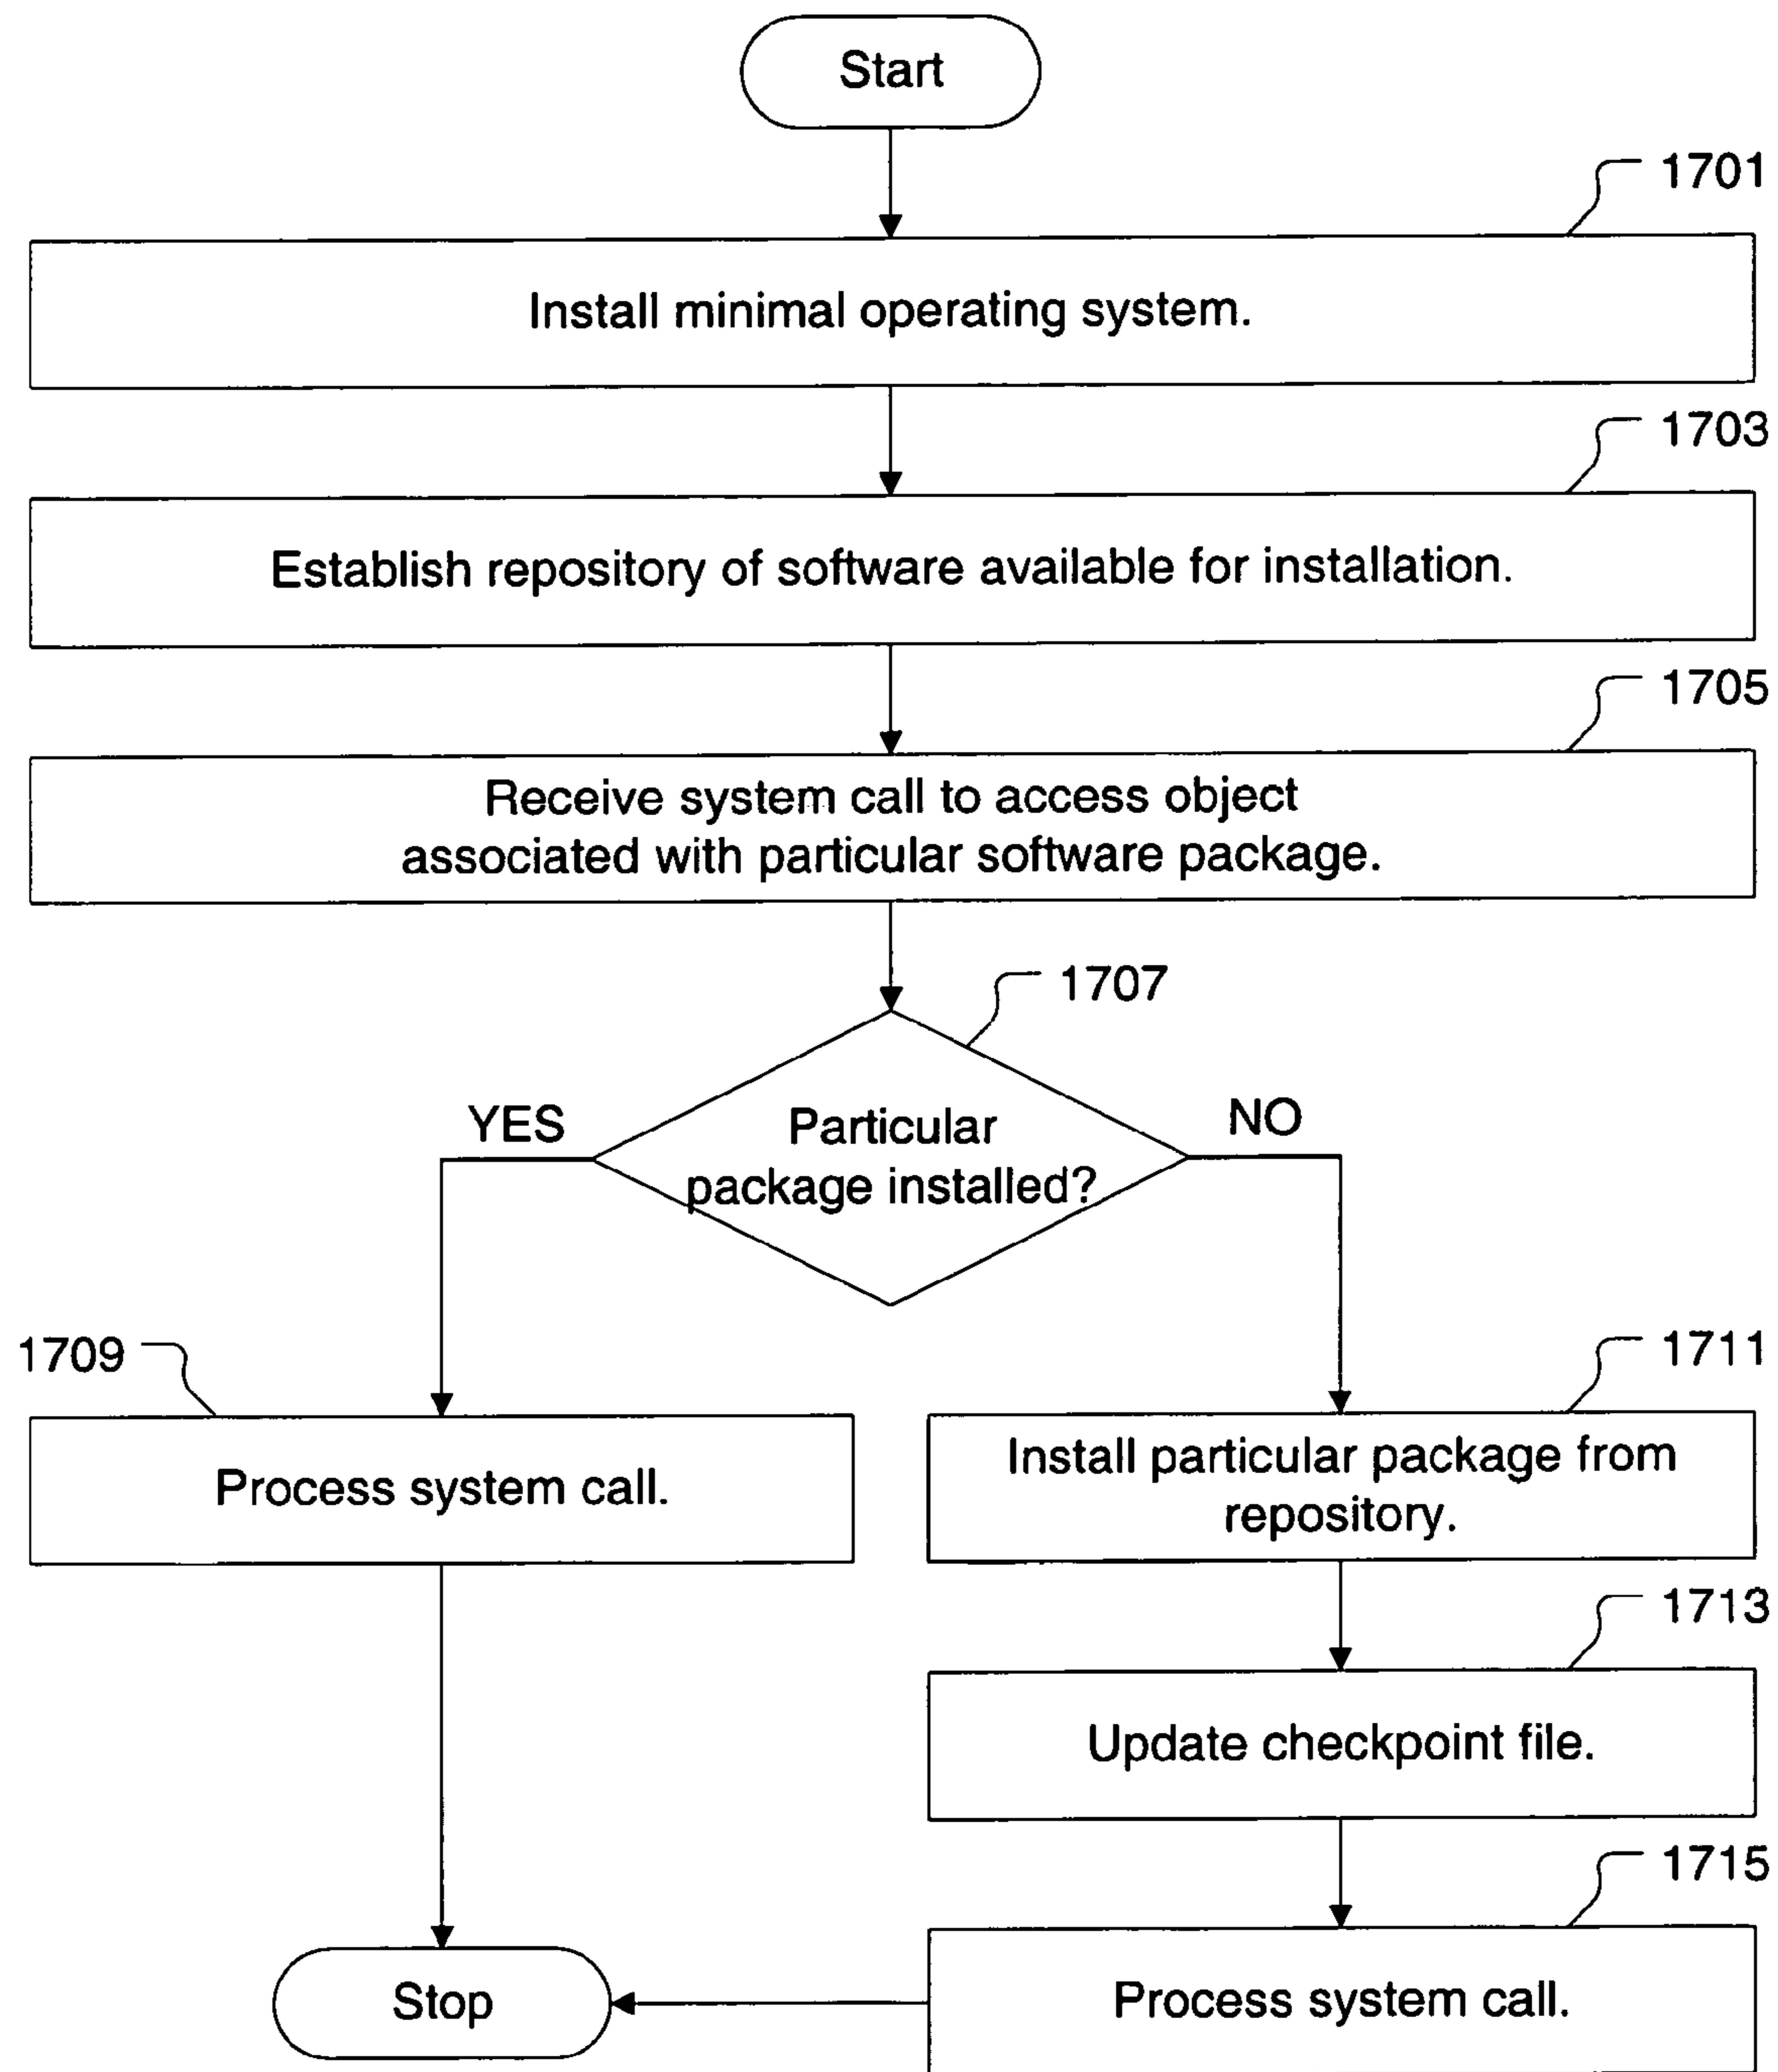 Start
1701
Install minimal operating system.
1703
Establish repository of software available for installation.
1705
Receive system call to access object
associated with particular software package.
1707
YES
Particular
package installed?
NO
1709
Process system call.
1711
Install particular package from
repository.
1713
Update checkpoint file.
1715
Process system call.
Stop